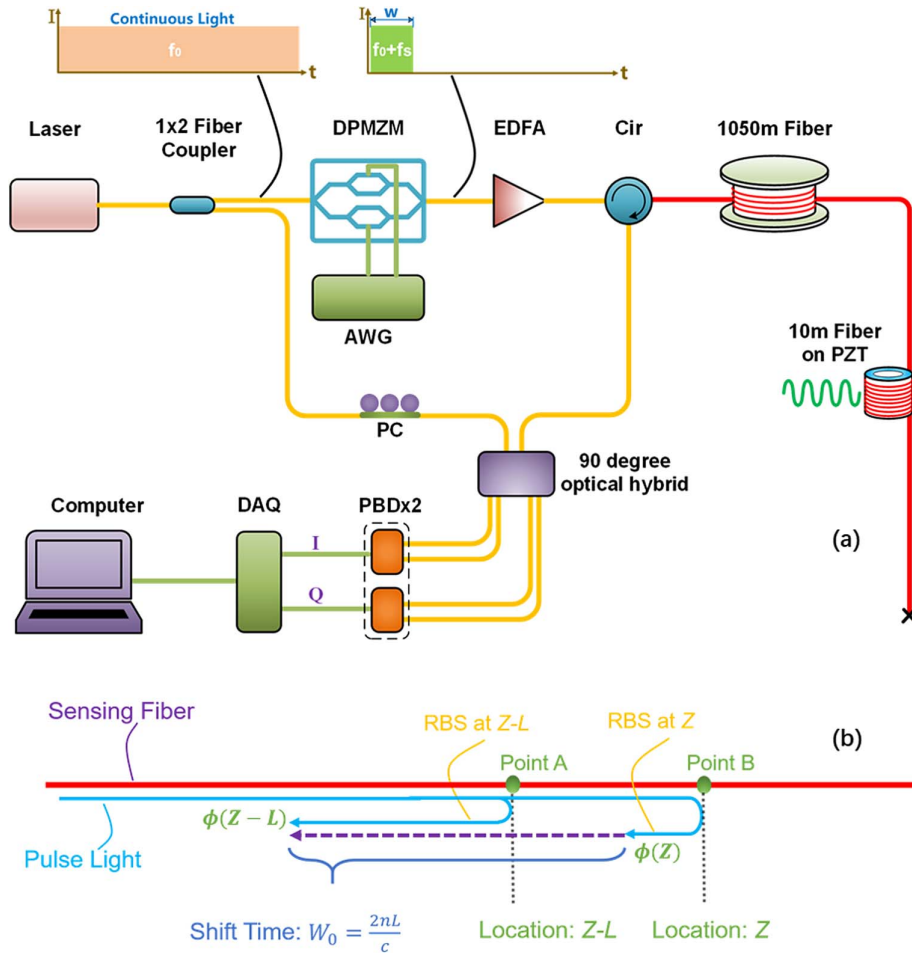 I
Continuous Light
f₀
t
I
w
f₀+fs
t
Laser
1x2 Fiber
Coupler
DPMZM
EDFA
Cir
1050m Fiber
AWG
10m Fiber
on PZT
PC
90 degree
optical hybrid
Computer
DAQ
PBDx2
I
Q
(a)
Sensing Fiber
RBS at Z-L
RBS at Z
(b)
Point A
Point B
ϕ(Z − L)
ϕ(Z)
Pulse Light
Shift Time: W₀ = 2nL/c
Location: Z-L
Location: Z